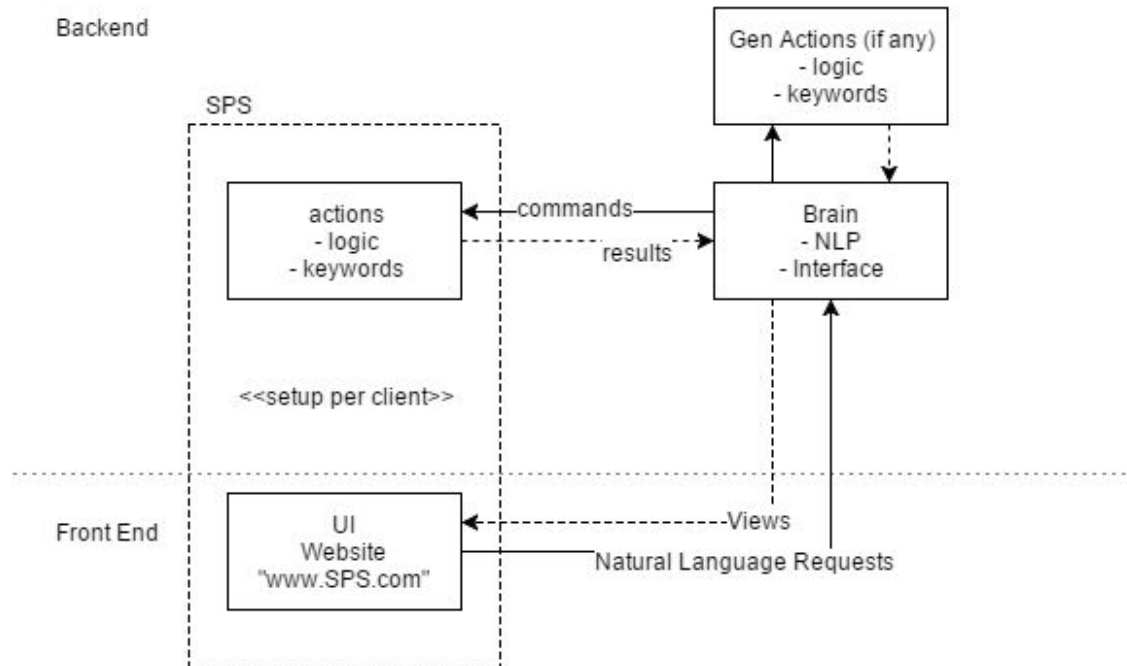 Backend
Gen Actions (if any)
- logic
- keywords
SPS
actions
- logic
- keywords
commands
results
Brain
- NLP
- Interface
<<setup per client>>
Front End
UI
Website
"www.SPS.com"
Views
Natural Language Requests